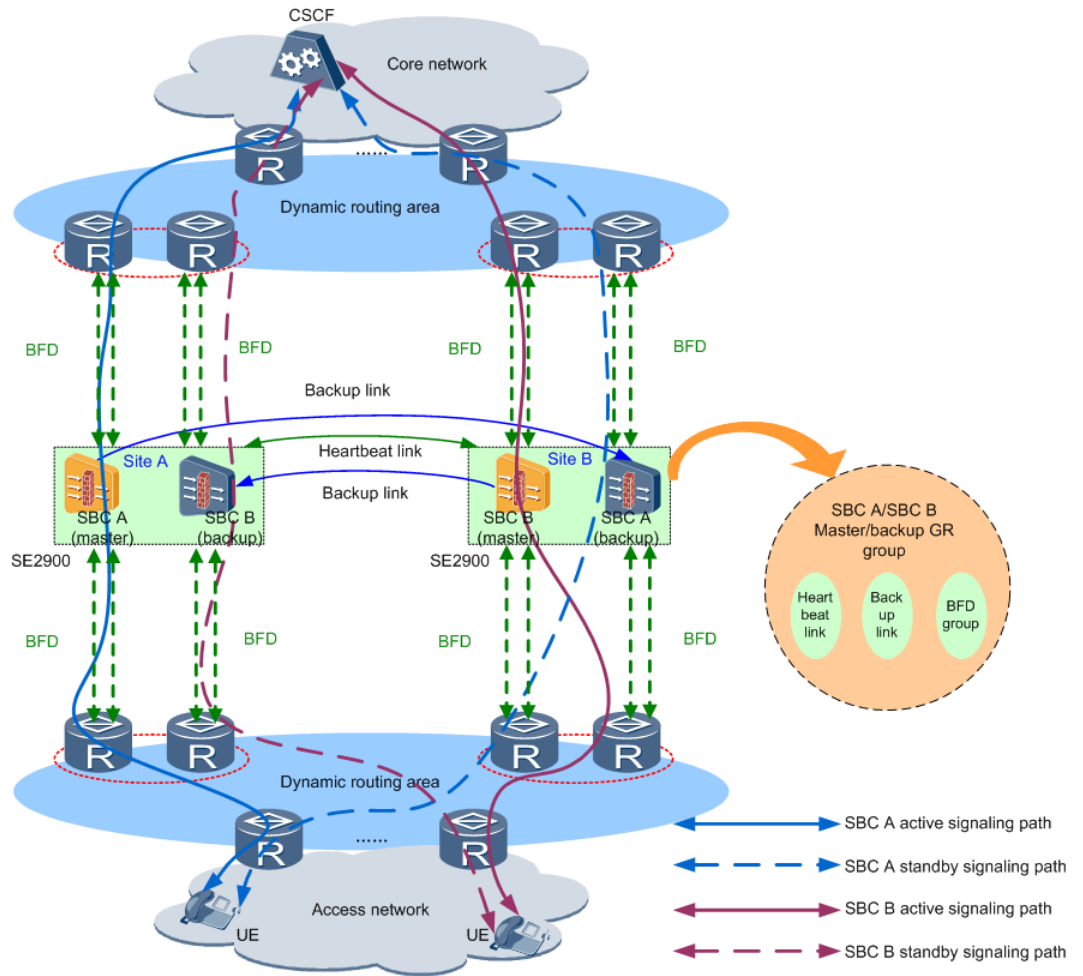 CSCF
Core network
R
......
R
Dynamic routing area
R
R
R
R
BFD
BFD
BFD
BFD
Backup link
Site A
Heartbeat link
Site B
Backup link
SBC A
(master)
SBC B
(backup)
SBC B
(master)
SBC A
(backup)
SE2900
SE2900
SBC A/SBC B
Master/backup GR
group
Heart
beat
link
Back
up
link
BFD
group
BFD
BFD
BFD
BFD
R
R
R
R
Dynamic routing area
R
......
R
Access network
UE
UE
SBC A active signaling path
SBC A standby signaling path
SBC B active signaling path
SBC B standby signaling path